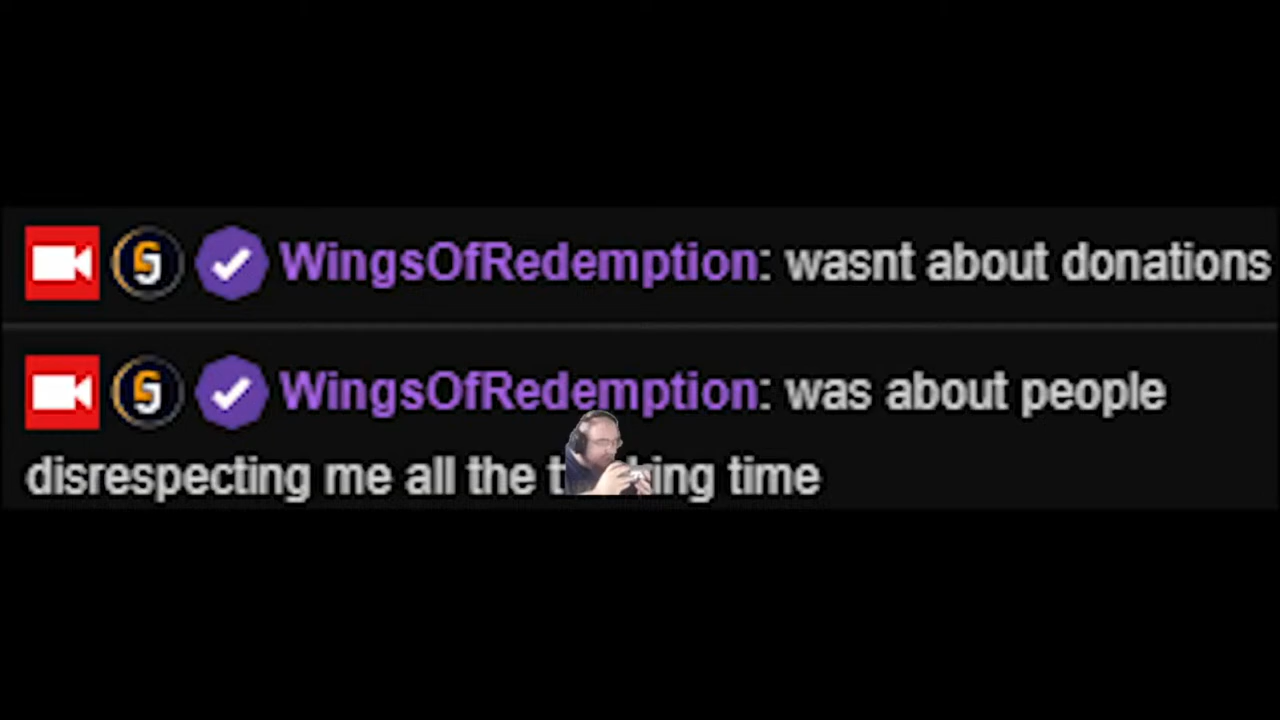 WingsOfRedemption: wasnt about donations
WingsOfRedemption: was about people
disrespecting me all the time